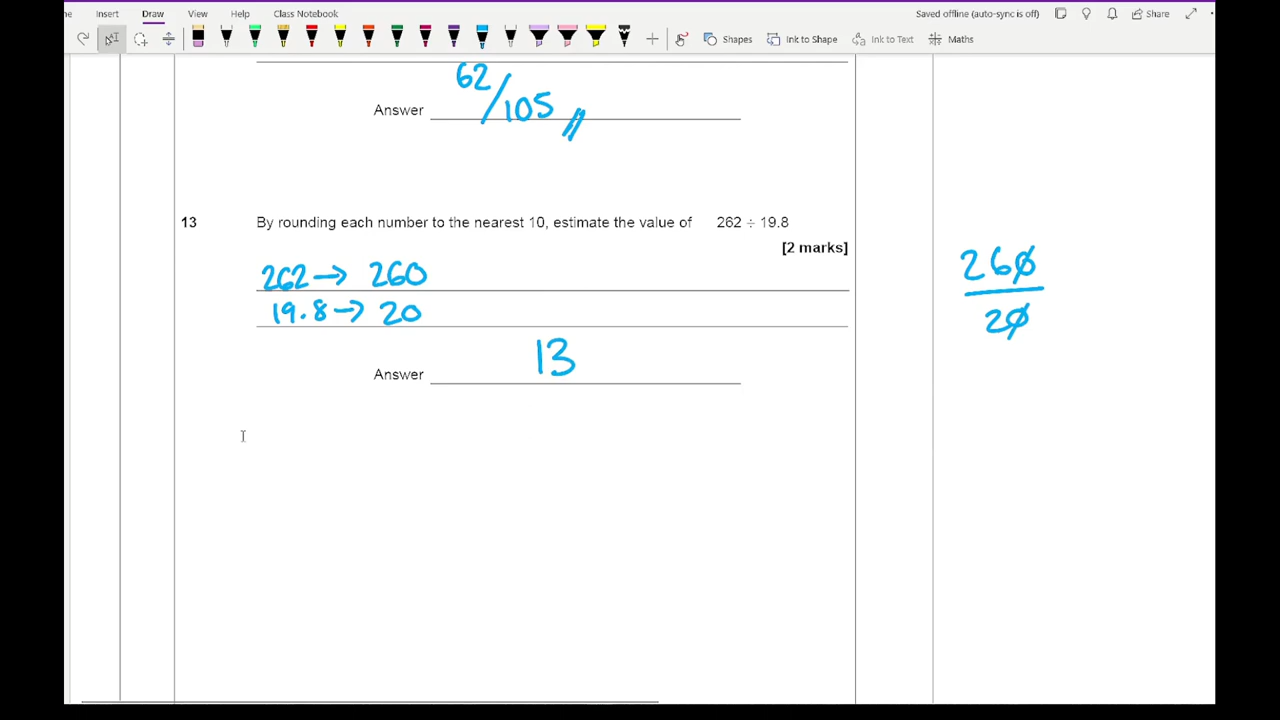 Insert Draw View Help Class Notebook Saved offline (auto-sync is off) Share
Shapes Ink to Shape Ink to Text Maths
Answer 62/105
13 By rounding each number to the nearest 10, estimate the value of 262 ÷ 19.8
[2 marks]
262 → 260
19.8 → 20
Answer 13
260
20